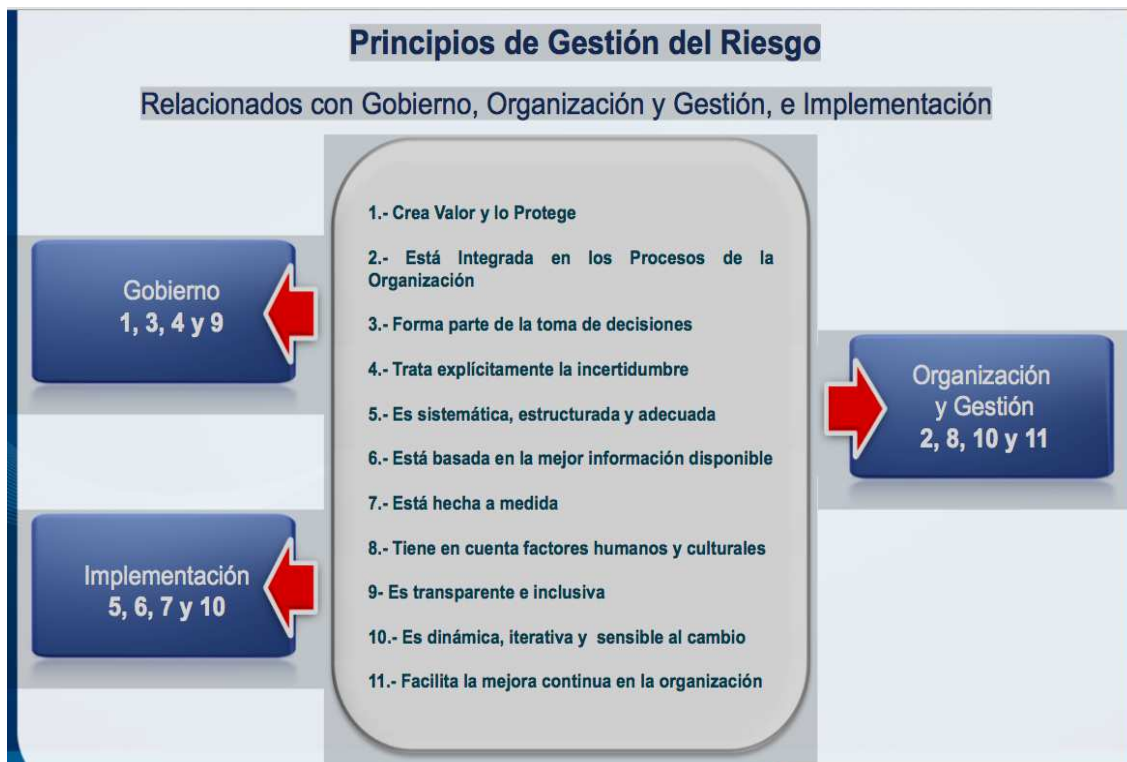 Principios de Gestión del Riesgo
Relacionados con Gobierno, Organización y Gestión, e Implementación
Gobierno
1, 3, 4 y 9
Implementación
5, 6, 7 y 10
1.- Crea Valor y lo Protege
2.- Está Integrada en los Procesos de la
Organización
3.- Forma parte de la toma de decisiones
4.- Trata explícitamente la incertidumbre
5.- Es sistemática, estructurada y adecuada
6.- Está basada en la mejor información disponible
7.- Está hecha a medida
8.- Tiene en cuenta factores humanos y culturales
9- Es transparente e inclusiva
10.- Es dinámica, iterativa y sensible al cambio
11.- Facilita la mejora continua en la organización
Organización
y Gestión
2, 8, 10 y 11